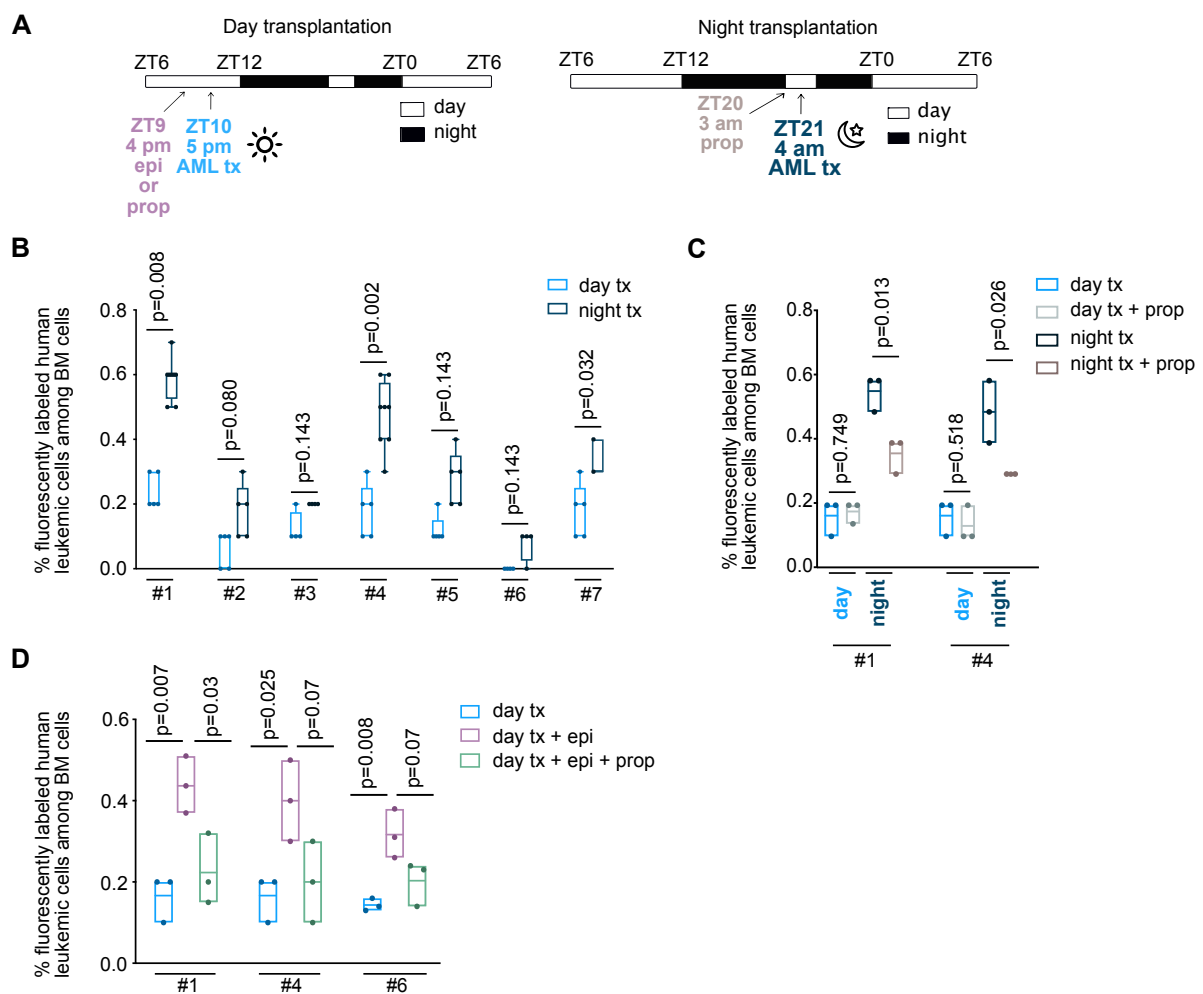 A
Day transplantation
ZT6
ZT12
ZT0
ZT6
ZT9
4 pm
epi
or
prop
ZT10
5 pm
AML tx
day
night
Night transplantation
ZT6
ZT12
ZT0
ZT6
ZT20
3 am
prop
ZT21
4 am
AML tx
day
night
B
% fluorescently labeled human
leukemic cells among BM cells
0.8
0.6
0.4
0.2
0.0
p=0.008
p=0.080
p=0.143
p=0.002
p=0.143
p=0.143
p=0.032
day tx
night tx
#1
#2
#3
#4
#5
#6
#7
C
% fluorescently labeled human
leukemic cells among BM cells
0.8
0.6
0.4
0.2
0.0
p=0.749
p=0.013
p=0.518
p=0.026
day tx
day tx + prop
night tx
night tx + prop
day
night
day
night
#1
#4
D
% fluorescently labeled human
leukemic cells among BM cells
0.6
0.4
0.2
0.0
p=0.007
p=0.03
p=0.025
p=0.07
p=0.008
p=0.07
day tx
day tx + epi
day tx + epi + prop
#1
#4
#6